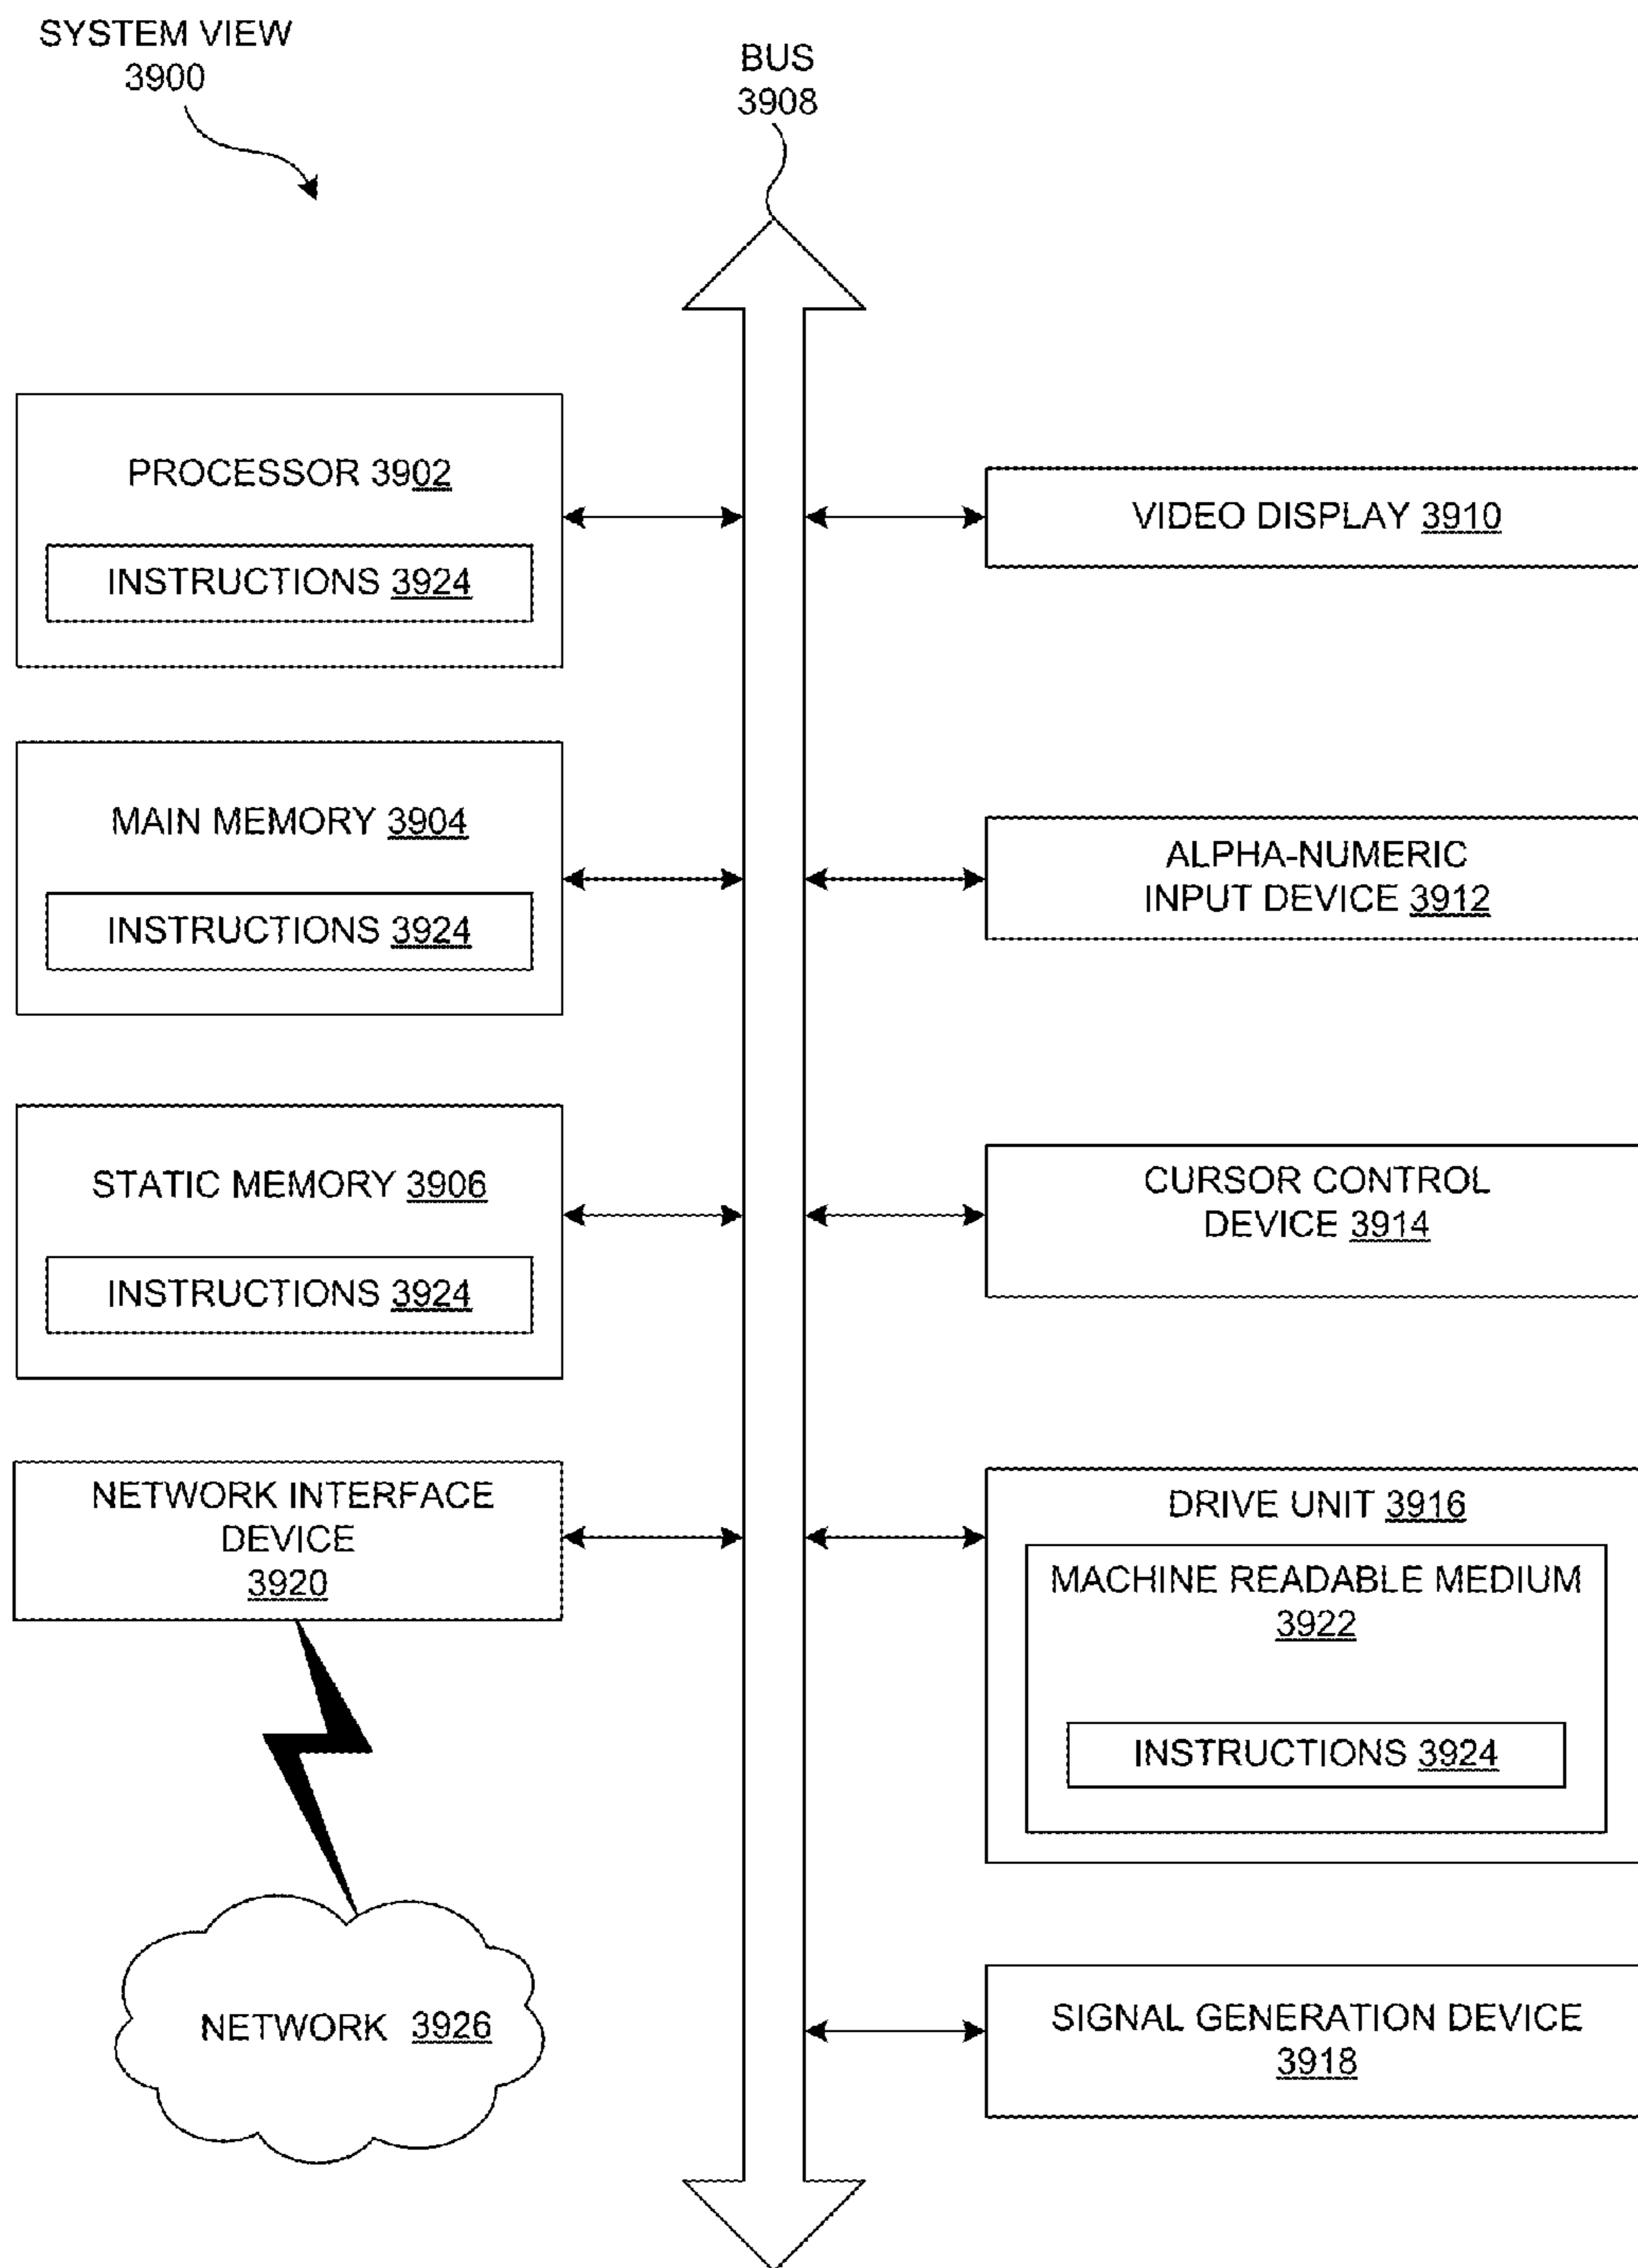 SYSTEM VIEW
3900
BUS
3908
PROCESSOR 3902
INSTRUCTIONS 3924
MAIN MEMORY 3904
INSTRUCTIONS 3924
STATIC MEMORY 3906
INSTRUCTIONS 3924
NETWORK INTERFACE
DEVICE
3920
NETWORK 3926
VIDEO DISPLAY 3910
ALPHA-NUMERIC
INPUT DEVICE 3912
CURSOR CONTROL
DEVICE 3914
DRIVE UNIT 3916
MACHINE READABLE MEDIUM
3922
INSTRUCTIONS 3924
SIGNAL GENERATION DEVICE
3918